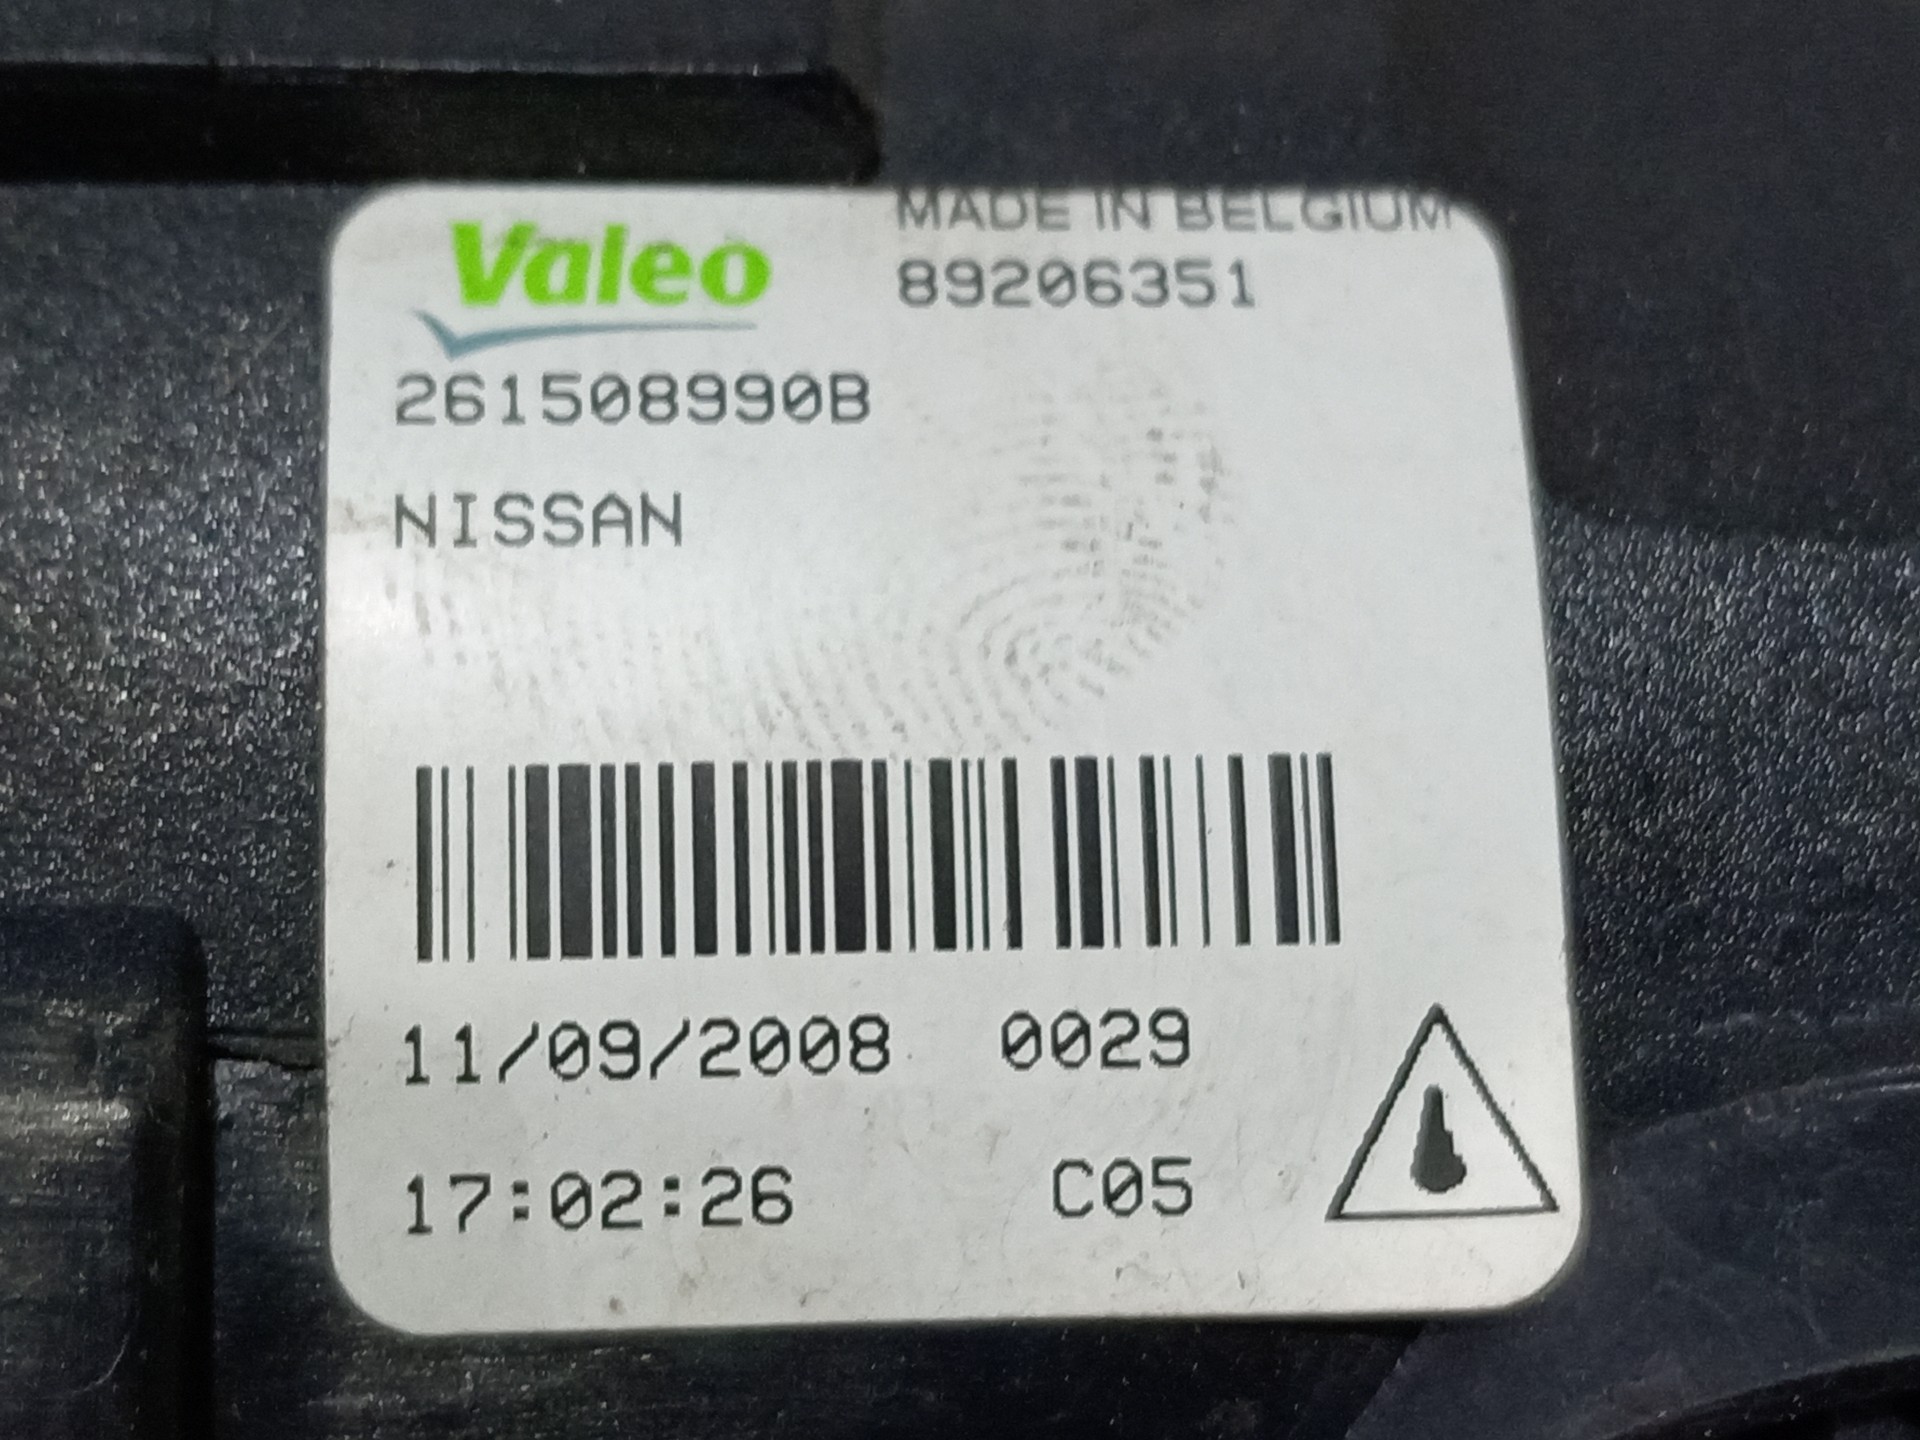 Valeo
MADE IN BELGIUM
89206351
261508990B
NISSAN
11/09/2008 0029
17:02:26 C05